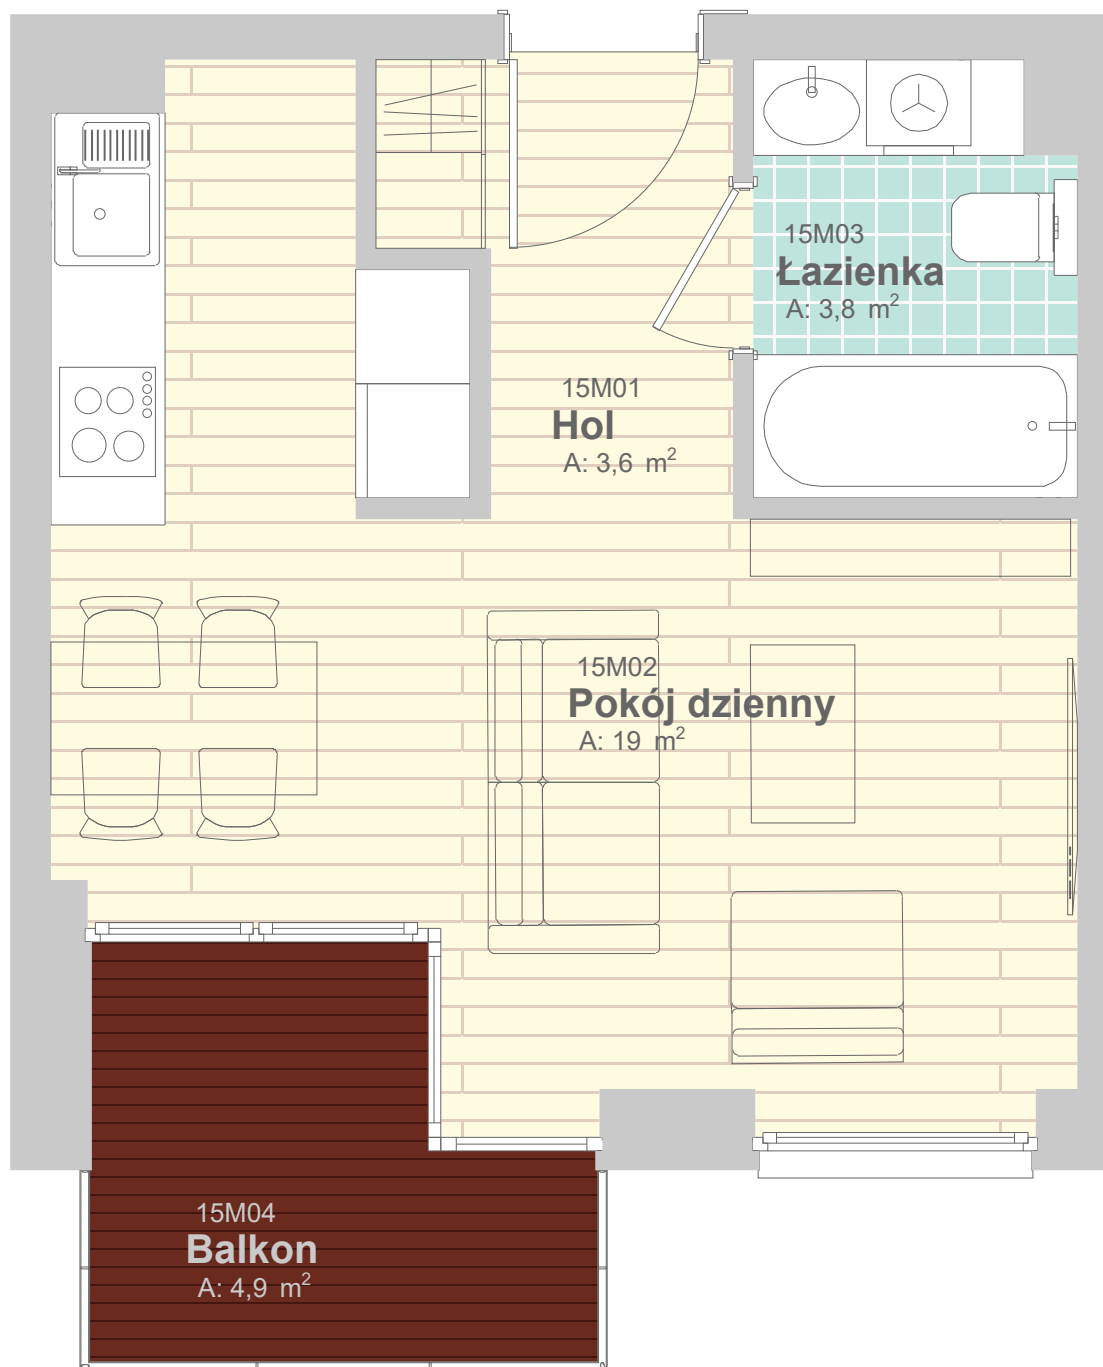 15M03
Łazienka
A: 3,8 m²
15M01
Hol
A: 3,6 m²
15M02
Pokój dzienny
A: 19 m²
15M04
Balkon
A: 4,9 m²